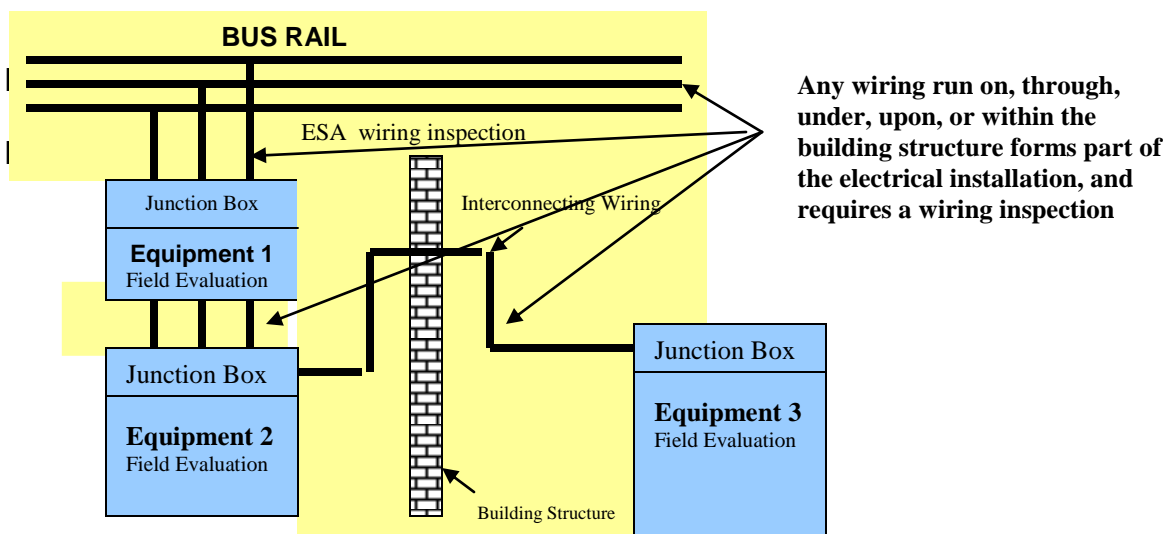 BUS RAIL
Any wiring run on, through,
under, upon, or within the
building structure forms part of
the electrical installation, and
requires a wiring inspection
ESA wiring inspection
Junction Box
Interconnecting Wiring
Equipment 1
Field Evaluation
Junction Box
Equipment 2
Field Evaluation
Junction Box
Equipment 3
Field Evaluation
Building Structure